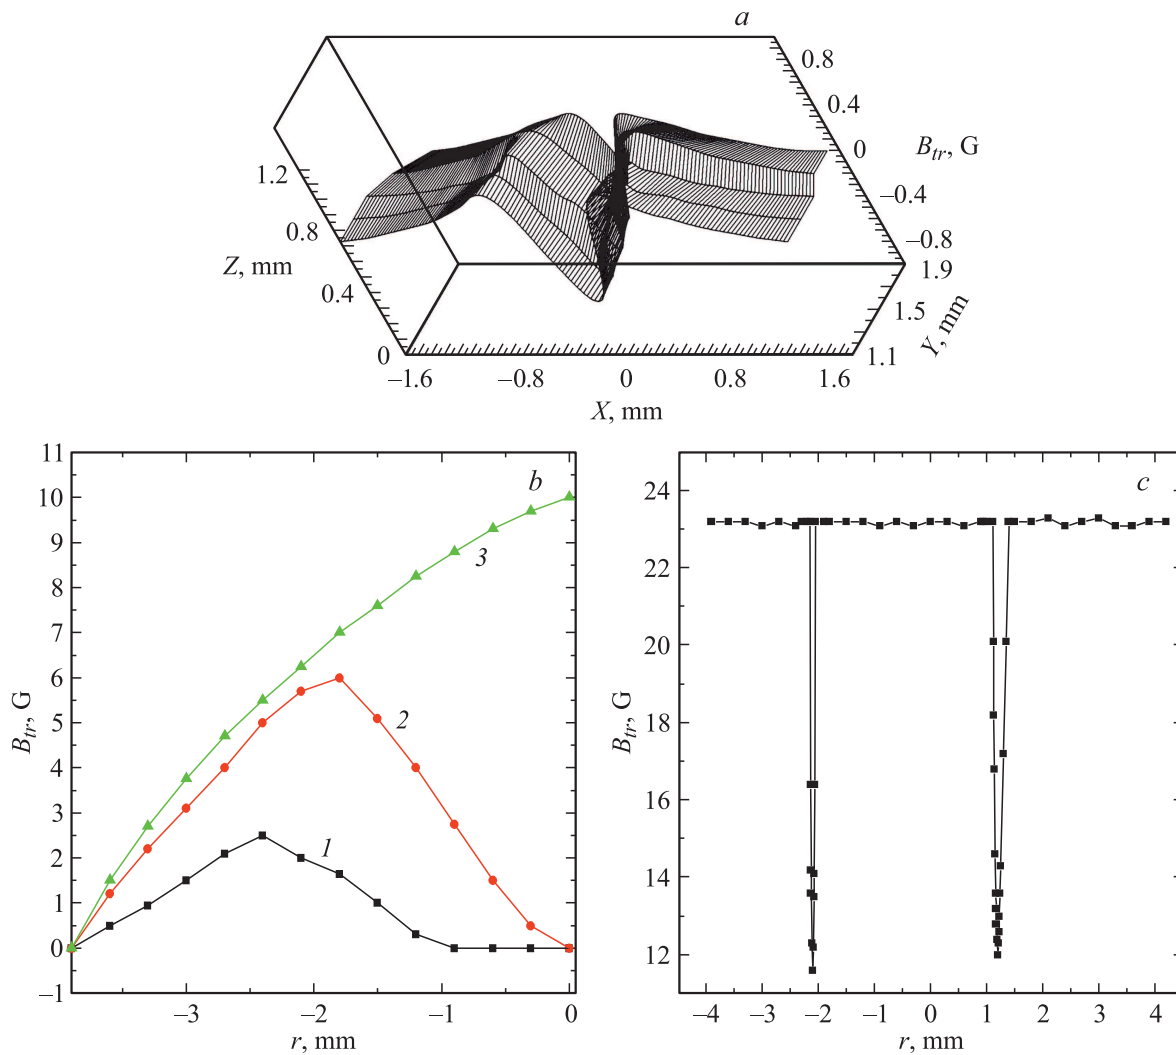 a
0.8
0.4
0
B_tr, G
−0.4
−0.8
1.2
0.8
Z, mm
0.4
0
1.9
1.5
Y, mm
1.1
−1.6 −0.8 0 0.8 1.6
X, mm
b
11
10
9
8
7
6
5
4
3
2
1
0
−1
B_tr, G
3
2
1
−3 −2 −1 0
r, mm
c
24
22
20
18
16
14
12
B_tr, G
−4 −3 −2 −1 0 1 2 3 4
r, mm